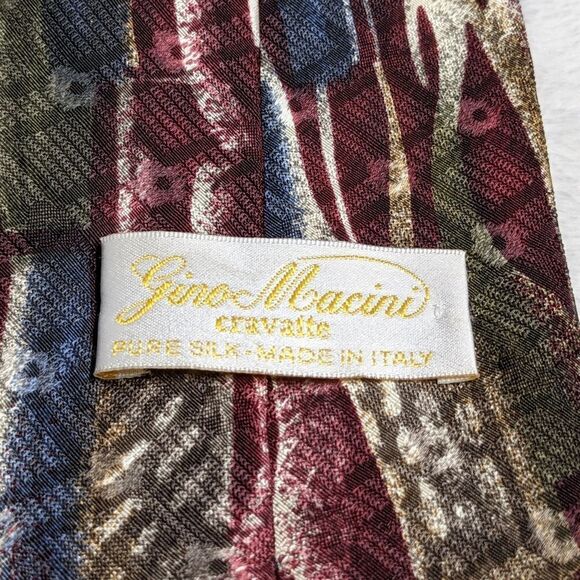 Gino Macini
cravatte
PURE SILK-MADE IN ITALY